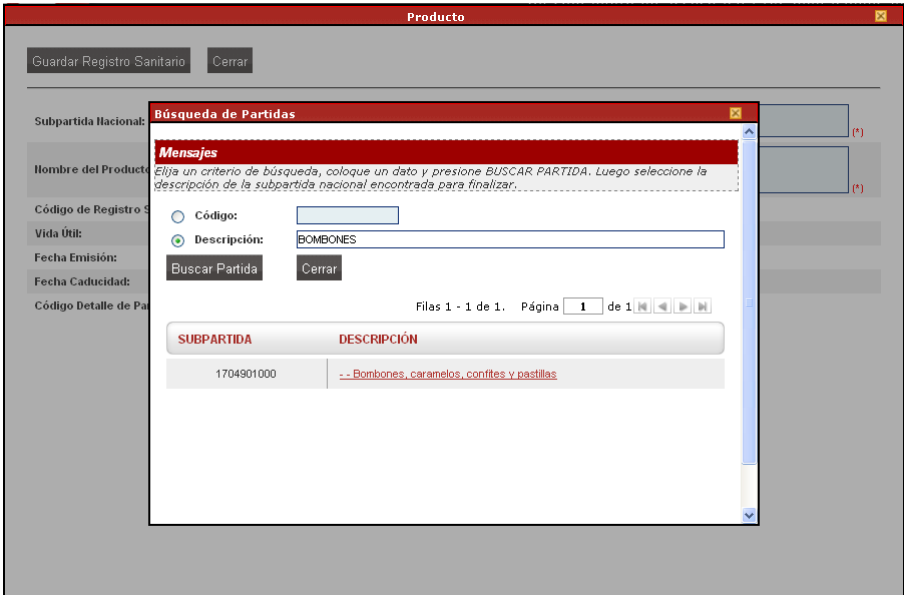 Producto
Guardar Registro Sanitario Cerrar
Subpartida Nacional:
(*)
Nombre del Producto
(*)
Código de Registro S
Vida Útil:
Fecha Emisión:
Fecha Caducidad:
Código Detalle de Pa
Búsqueda de Partidas
Mensajes
Elija un criterio de búsqueda, coloque un dato y presione BUSCAR PARTIDA. Luego seleccione la
descripción de la subpartida nacional encontrada para finalizar.
Código:
Descripción: BOMBONES
Buscar Partida Cerrar
Filas 1 - 1 de 1. Página 1 de 1
SUBPARTIDA DESCRIPCIÓN
1704901000 - - Bombones, caramelos, confites y pastillas